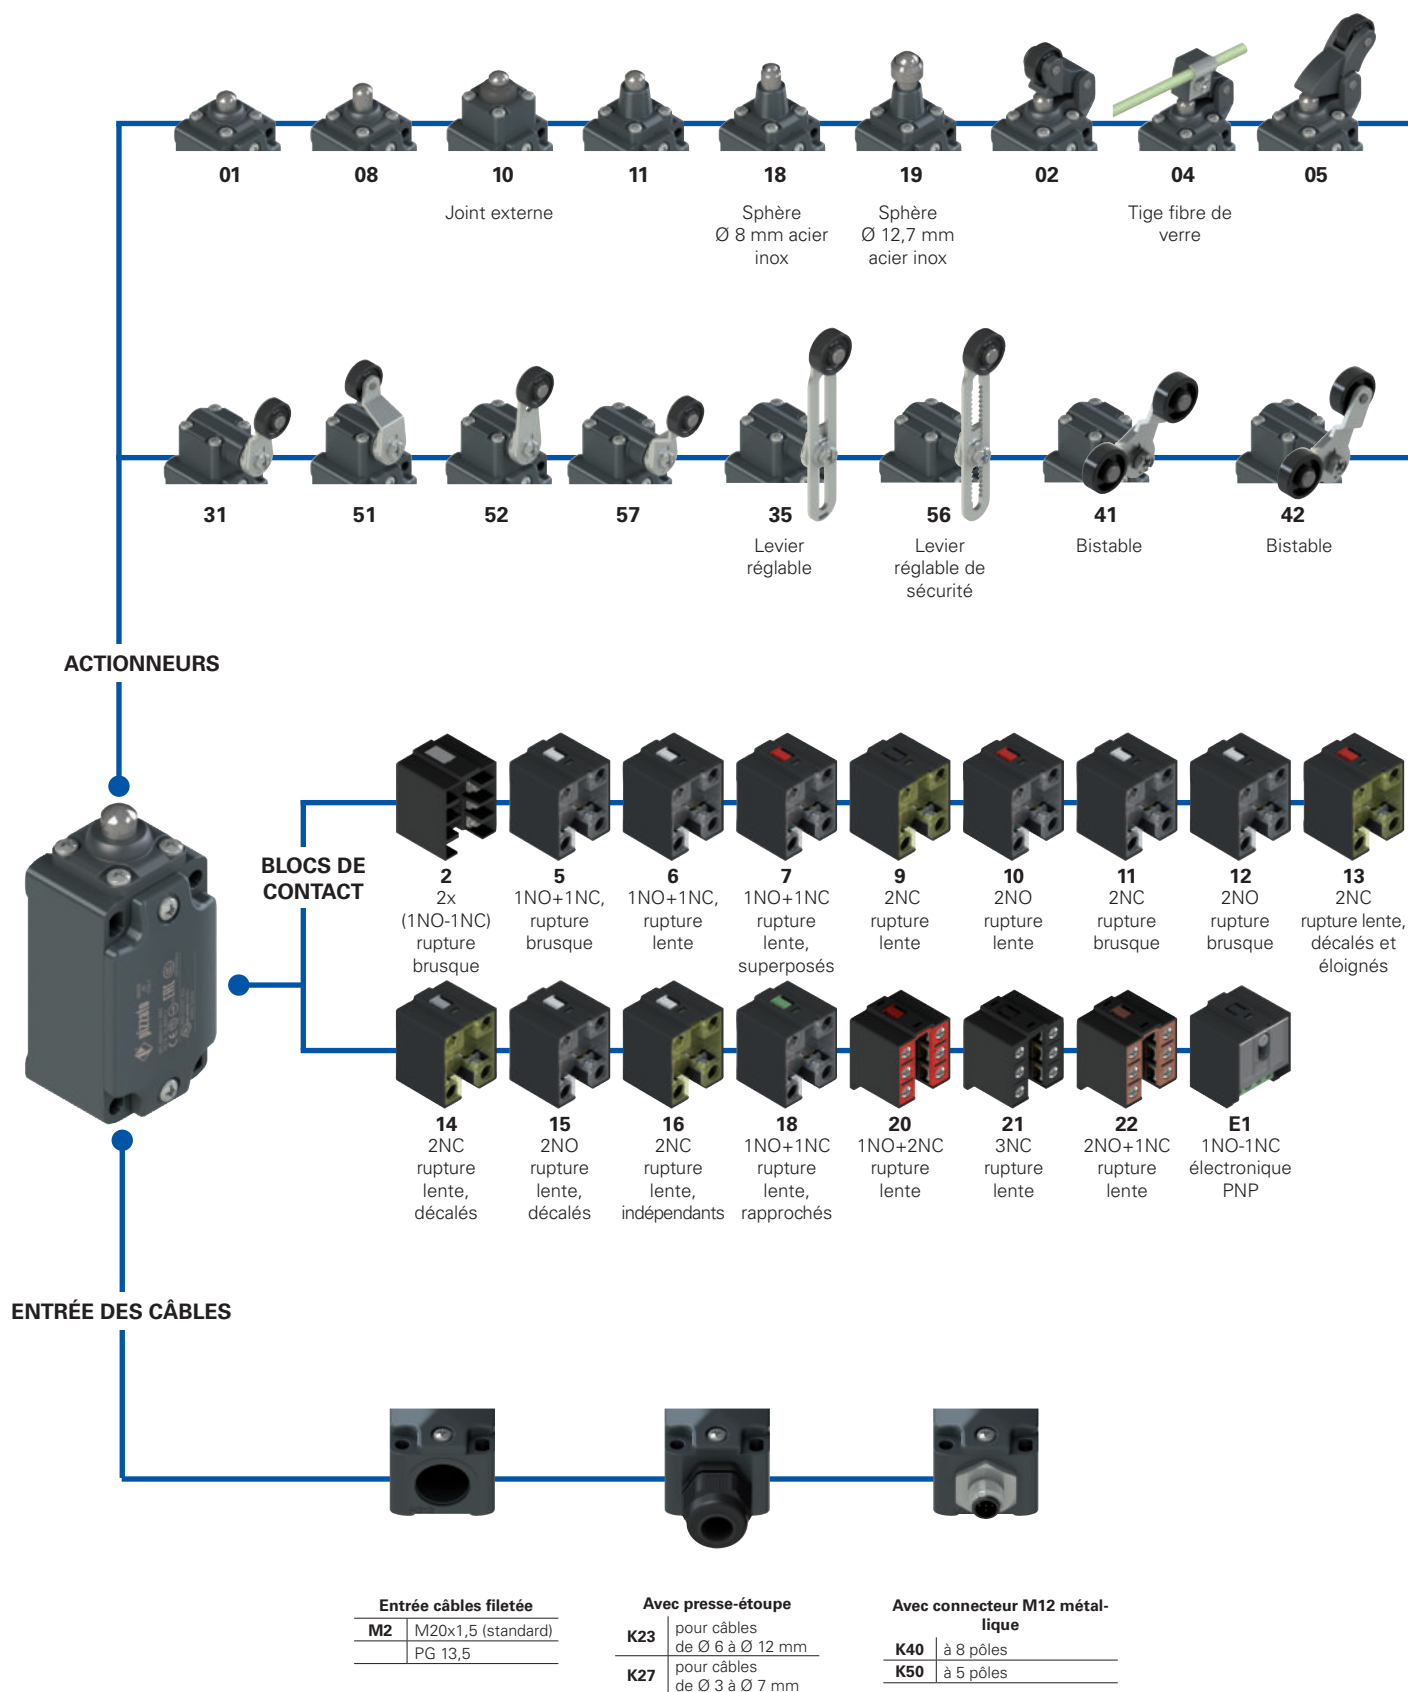 01 08 10 11 18 19 02 04 05
Joint externe
Sphère
Ø 8 mm acier
inox
Sphère
Ø 12,7 mm
acier inox
Tige fibre de
verre
31 51 52 57 35 56 41 42
Levier
réglable
Levier
réglable de
sécurité
Bistable
Bistable
ACTIONNEURS
BLOCS DE
CONTACT
pizzato
2
2x
(1NO-1NC)
rupture
brusque
5
1NO+1NC,
rupture
brusque
6
1NO+1NC,
rupture
lente
7
1NO+1NC
rupture
lente,
superposés
9
2NC
rupture
lente
10
2NO
rupture
lente
11
2NC
rupture
brusque
12
2NO
rupture
brusque
13
2NC
rupture lente,
décalés et
éloignés
14
2NC
rupture
lente,
décalés
15
2NO
rupture
lente,
décalés
16
2NC
rupture
lente,
indépendants
18
1NO+1NC
rupture
lente,
rapprochés
20
1NO+2NC
rupture
lente
21
3NC
rupture
lente
22
2NO+1NC
rupture
lente
E1
1NO-1NC
électronique
PNP
ENTRÉE DES CÂBLES
Entrée câbles filetée
M2 M20x1,5 (standard)
PG 13,5
Avec presse-étoupe
K23 pour câbles
de Ø 6 à Ø 12 mm
K27 pour câbles
de Ø 3 à Ø 7 mm
Avec connecteur M12 métal-
lique
K40 à 8 pôles
K50 à 5 pôles